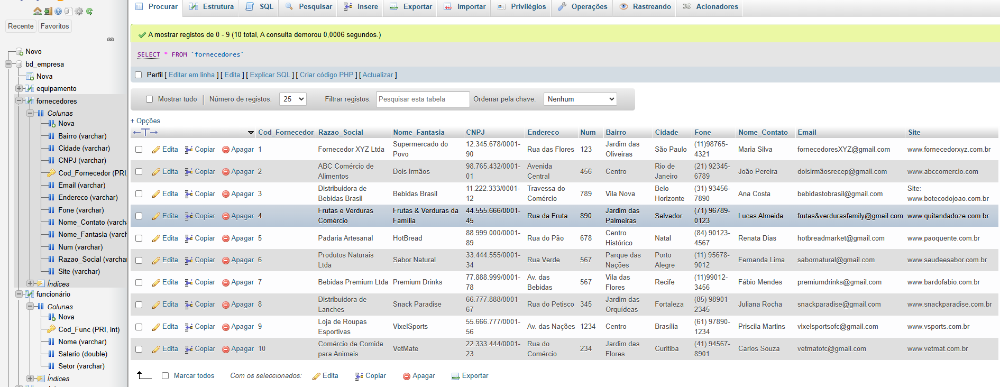 Procurar Estrutura SQL Pesquisar Insere Exportar Importar Privilégios Operações Rastreando Acionadores
Recente Favoritos
Novo
bd_empresa
Nova
equipamento
fornecedores
Colunas
Nova
Bairro (varchar)
Cidade (varchar)
CNPJ (varchar)
Cod_Fornecedor (PRI,
Email (varchar)
Endereco (varchar)
Fone (varchar)
Nome_Contato (varch
Nome_Fantasia (varch
Num (varchar)
Razao_Social (varchar
Site (varchar)
Índices
funcionário
Colunas
Nova
Cod_Func (PRI, int)
Nome (varchar)
Salario (double)
Setor (varchar)
Índices
A mostrar registos de 0 - 9 (10 total, A consulta demorou 0,0006 segundos.)
SELECT * FROM `fornecedores`
Perfil [ Editar em linha ] [ Edita ] [ Explicar SQL ] [ Criar código PHP ] [ Actualizar ]
Mostrar tudo Número de registos: 25 Filtrar registos: Pesquisar esta tabela Ordenar pela chave: Nenhum
+ Opções
Cod_Fornecedor Razao_Social Nome_Fantasia CNPJ Endereco Num Bairro Cidade Fone Nome_Contato Email Site
Edita Copiar Apagar 1 Fornecedor XYZ Ltda Supermercado do Povo 12.345.678/0001-90 Rua das Flores 123 Jardim das Oliveiras São Paulo (11)98765-4321 Maria Silva fornecedoresXYZ@gmail.com www.fornecedorxyz.com.br
Edita Copiar Apagar 2 ABC Comércio de Alimentos Dois Irmãos 98.765.432/0001-01 Avenida Central 456 Centro Rio de Janeiro (21) 92345-6789 João Pereira doisirmãosrecep@gmail.com www.abccomercio.com
Edita Copiar Apagar 3 Distribuidora de Bebidas Brasil Bebidas Brasil 11.222.333/0001-12 Travessa do Comércio 789 Vila Nova Belo Horizonte (31) 93456-7890 Ana Costa bebidastobrasil@gmail.com Site: www.botecodojoao.com.br
Edita Copiar Apagar 4 Frutas e Verduras Comércio Frutas & Verduras da Família 44.555.666/0001-45 Rua da Fruta 890 Jardim das Palmeiras Salvador (71) 96789-0123 Lucas Almeida frutas&verdurasfamily@gmail.com www.quitandadoze.com.br
Edita Copiar Apagar 5 Padaria Artesanal HotBread 88.999.000/0001-89 Rua do Pão 678 Centro Histórico Natal (84) 90123-4567 Renata Dias hotbreadmarket@gmail.com www.paoquente.com.br
Edita Copiar Apagar 6 Produtos Naturais Ltda Sabor Natural 33.444.555/0001-34 Rua Verde 567 Parque das Nações Porto Alegre (11) 95678-9012 Fernanda Lima sabornatural@gmail.com www.saudeesabor.com.br
Edita Copiar Apagar 7 Bebidas Premium Ltda Premium Drinks 77.888.999/0001-78 Av. das Bebidas 567 Vila das Flores Recife (11)99012-3456 Fábio Mendes premiumdrinks@gmail.com www.bardofabio.com.br
Edita Copiar Apagar 8 Distribuidora de Lanches Snack Paradise 66.777.888/0001-67 Rua do Petisco 345 Jardim das Orquídeas Fortaleza (85) 98901-2345 Juliana Rocha snackparadise@gmail.com www.snackparadise.com.br
Edita Copiar Apagar 9 Loja de Roupas Esportivas VixelSports 55.666.777/0001-56 Av. das Nações 1234 Centro Brasília (61) 97890-1234 Priscila Martins vixelsportsofc@gmail.com www.vsports.com.br
Edita Copiar Apagar 10 Comércio de Comida para Animais VetMate 22.333.444/0001-23 Rua do Comércio 234 Jardim das Flores Curitiba (41) 94567-8901 Carlos Souza vetmatofc@gmail.com www.vetmat.com.br
Marcar todos Com os seleccionados: Edita Copiar Apagar Exportar